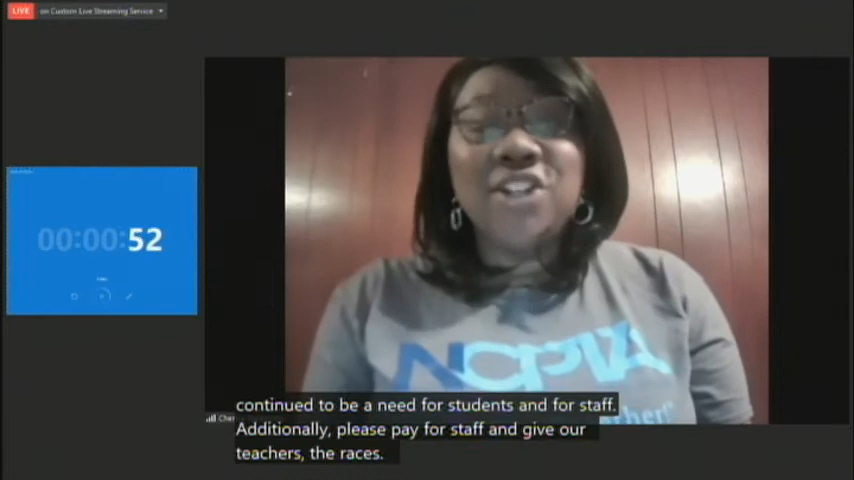 LIVE on Custom Live Streaming Service
00:00:52
NCPTA
continued to be a need for students and for staff.
Additionally, please pay for staff and give our
teachers, the races.